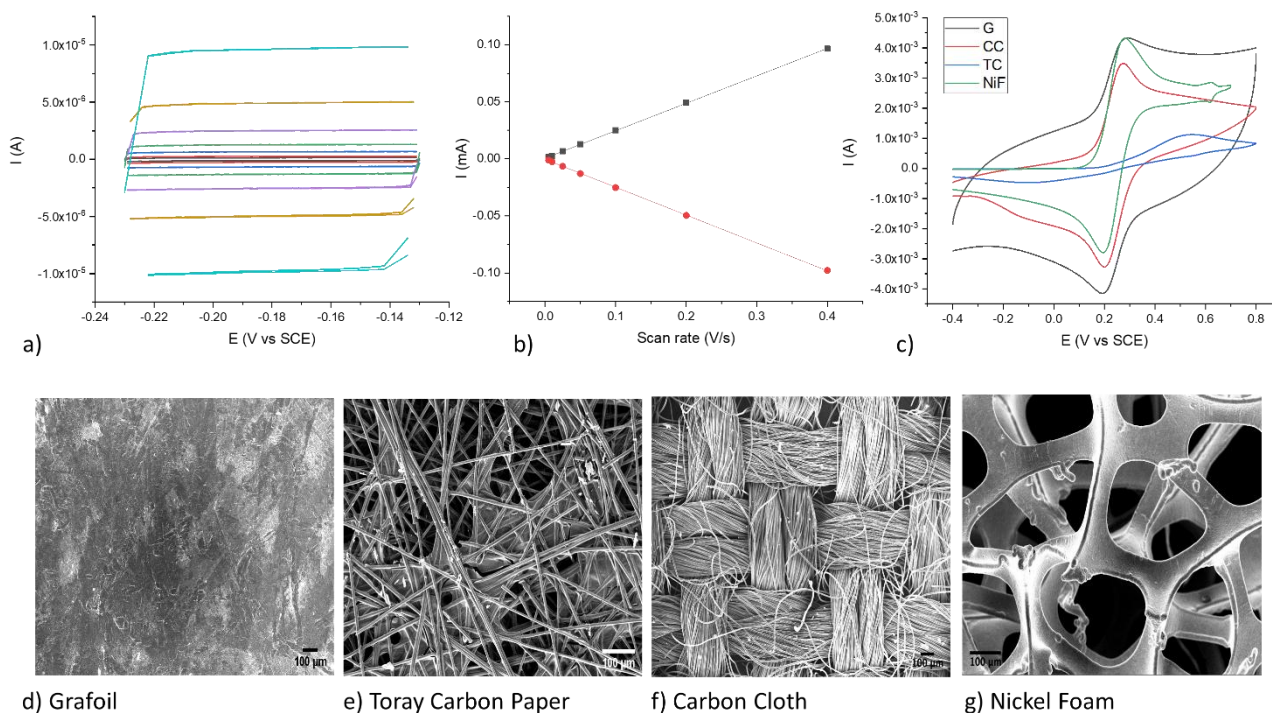 1.0x10⁻⁵
5.0x10⁻⁶
0.0
-5.0x10⁻⁶
-1.0x10⁻⁵
I (A)
-0.24 -0.22 -0.20 -0.18 -0.16 -0.14 -0.12
E (V vs SCE)
a)
0.10
0.05
0.00
-0.05
-0.10
I (mA)
0.0 0.1 0.2 0.3 0.4
Scan rate (V/s)
b)
5.0x10⁻³
4.0x10⁻³
3.0x10⁻³
2.0x10⁻³
1.0x10⁻³
0.0
-1.0x10⁻³
-2.0x10⁻³
-3.0x10⁻³
-4.0x10⁻³
I (A)
G
CC
TC
NiF
-0.4 -0.2 0.0 0.2 0.4 0.6 0.8
E (V vs SCE)
c)
100 µm
100 µm
100 µm
100 µm
d) Grafoil
e) Toray Carbon Paper
f) Carbon Cloth
g) Nickel Foam